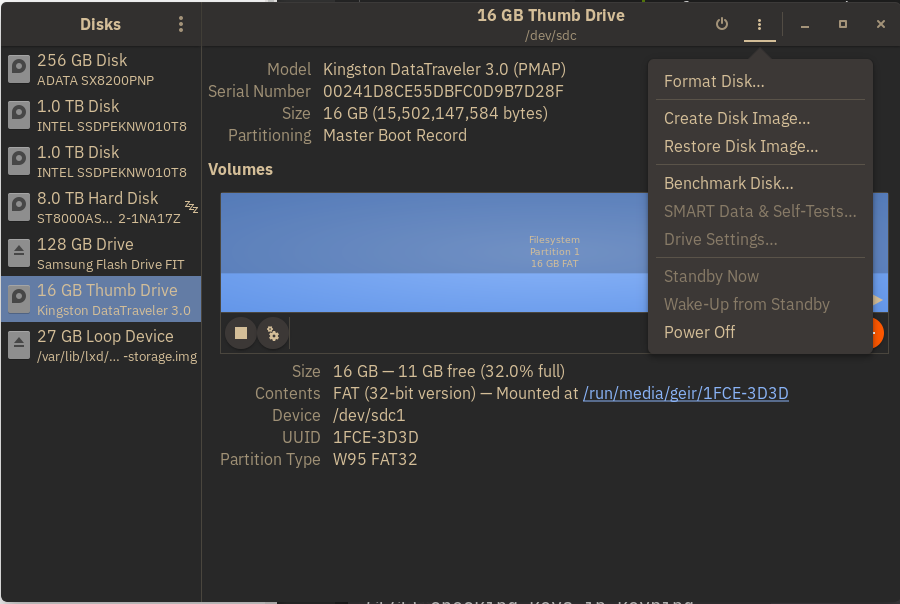 Disks
16 GB Thumb Drive
/dev/sdc
256 GB Disk
ADATA SX8200PNP
1.0 TB Disk
INTEL SSDPEKNW010T8
1.0 TB Disk
INTEL SSDPEKNW010T8
8.0 TB Hard Disk
ST8000AS... 2-1NA17Z
zzz
128 GB Drive
Samsung Flash Drive FIT
16 GB Thumb Drive
Kingston DataTraveler 3.0
27 GB Loop Device
/var/lib/lxd/... -storage.img
Model Kingston DataTraveler 3.0 (PMAP)
Serial Number 00241D8CE55DBFC0D9B7D28F
Size 16 GB (15,502,147,584 bytes)
Partitioning Master Boot Record
Volumes
Filesystem
Partition 1
16 GB FAT
Size 16 GB — 11 GB free (32.0% full)
Contents FAT (32-bit version) — Mounted at /run/media/geir/1FCE-3D3D
Device /dev/sdc1
UUID 1FCE-3D3D
Partition Type W95 FAT32
Format Disk...
Create Disk Image...
Restore Disk Image...
Benchmark Disk...
SMART Data & Self-Tests...
Drive Settings...
Standby Now
Wake-Up from Standby
Power Off